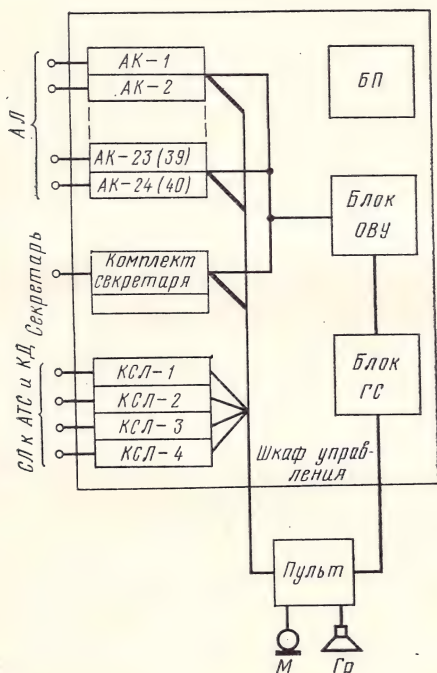 АК-1
АК-2
БП
АЛ
АК-23(39)
АК-24(40)
Блок
ОВУ
Комплект
секретаря
Секретарь
Блок
ГС
КСЛ-1
КСЛ-2
КСЛ-3
КСЛ-4
СЛ к АТС и КД
Шкаф управ-
ления
Пульт
М
Гр